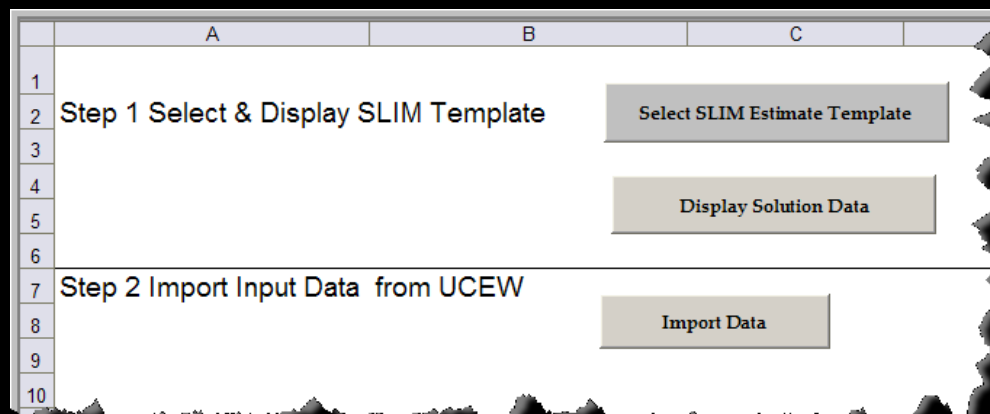 A B C
1
2 Step 1 Select & Display SLIM Template Select SLIM Estimate Template
3
4
5 Display Solution Data
6
7 Step 2 Import Input Data from UCEW
8 Import Data
9
10